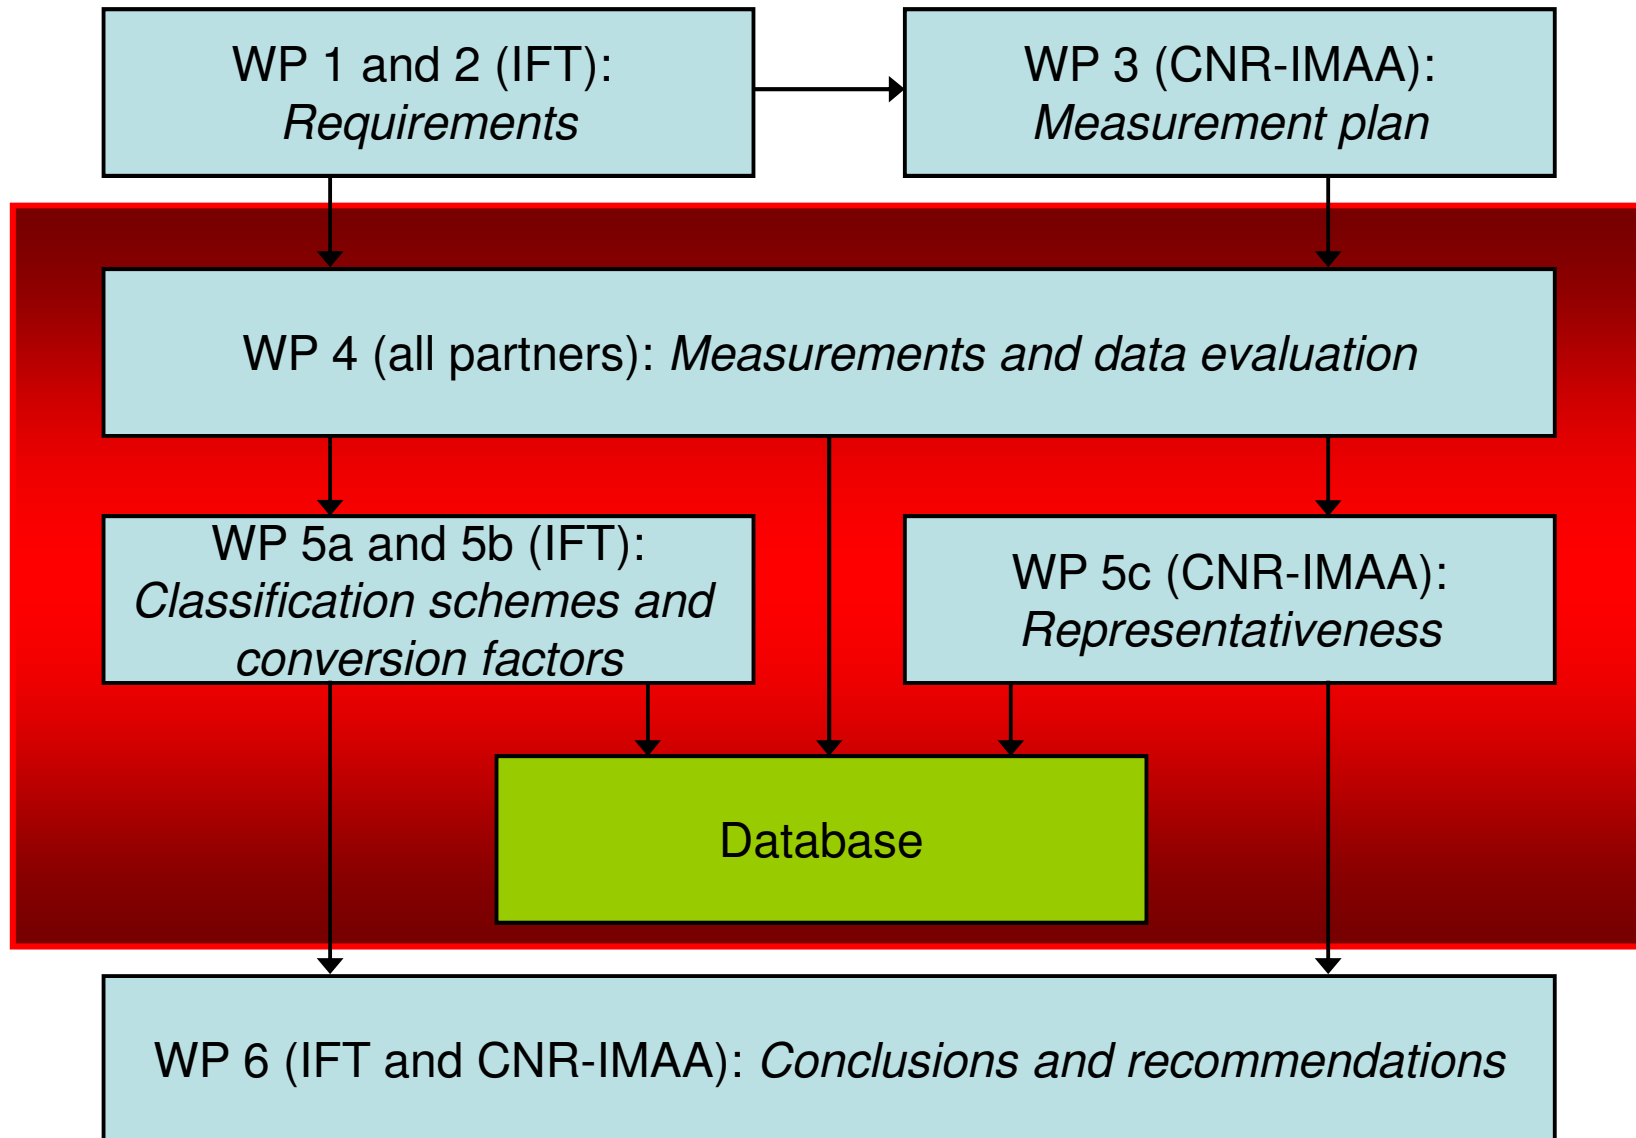 WP 1 and 2 (IFT):
Requirements
WP 3 (CNR-IMAA):
Measurement plan
WP 4 (all partners): Measurements and data evaluation
WP 5a and 5b (IFT):
Classification schemes and
conversion factors
WP 5c (CNR-IMAA):
Representativeness
Database
WP 6 (IFT and CNR-IMAA): Conclusions and recommendations